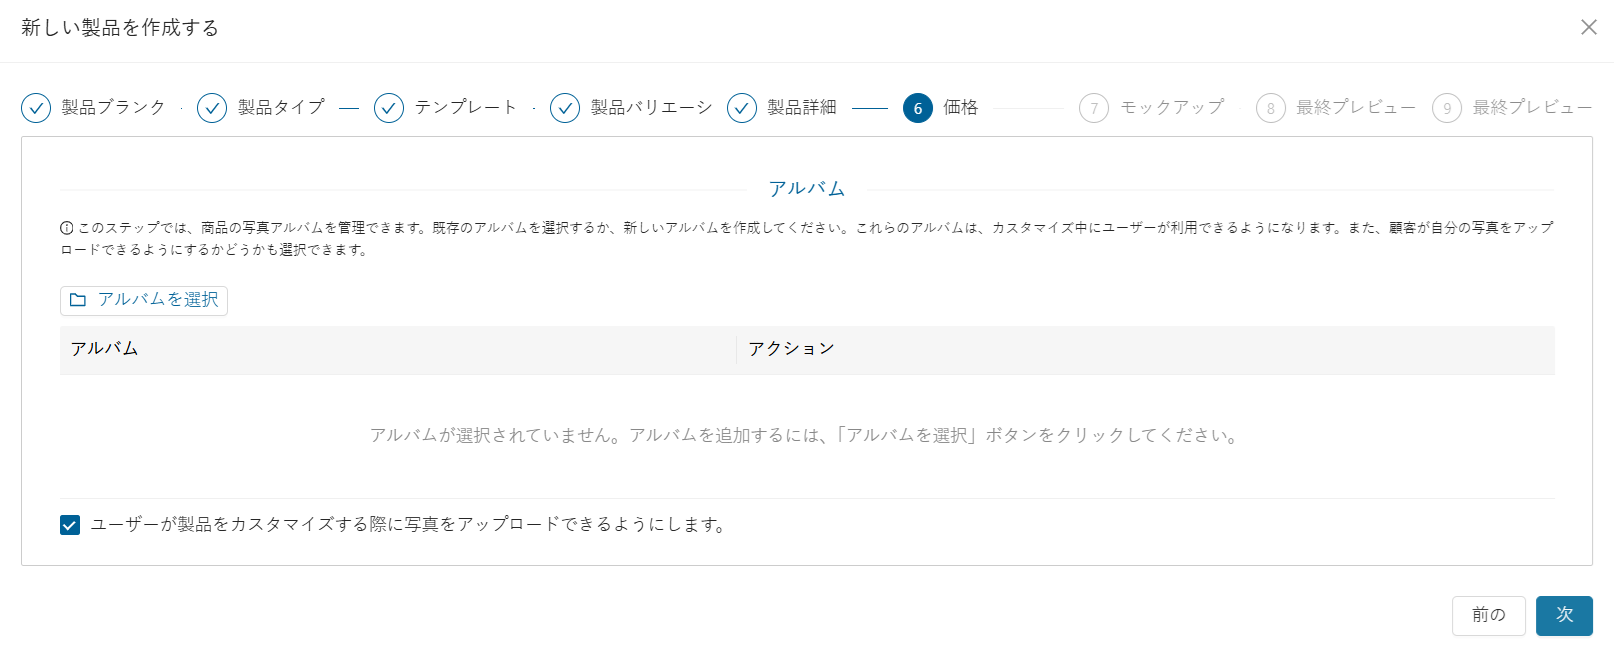 新しい製品を作成する
製品ブランク
製品タイプ
テンプレート
製品バリエーシ
製品詳細
6 価格
7 モックアップ
8 最終プレビュー
9 最終プレビュー
アルバム
このステップでは、商品の写真アルバムを管理できます。既存のアルバムを選択するか、新しいアルバムを作成してください。これらのアルバムは、カスタマイズ中にユーザーが利用できるようになります。また、顧客が自分の写真をアップ
ロードできるようにするかどうかも選択できます。
アルバムを選択
アルバム アクション
アルバムが選択されていません。アルバムを追加するには、「アルバムを選択」ボタンをクリックしてください。
ユーザーが製品をカスタマイズする際に写真をアップロードできるようにします。
前の 次